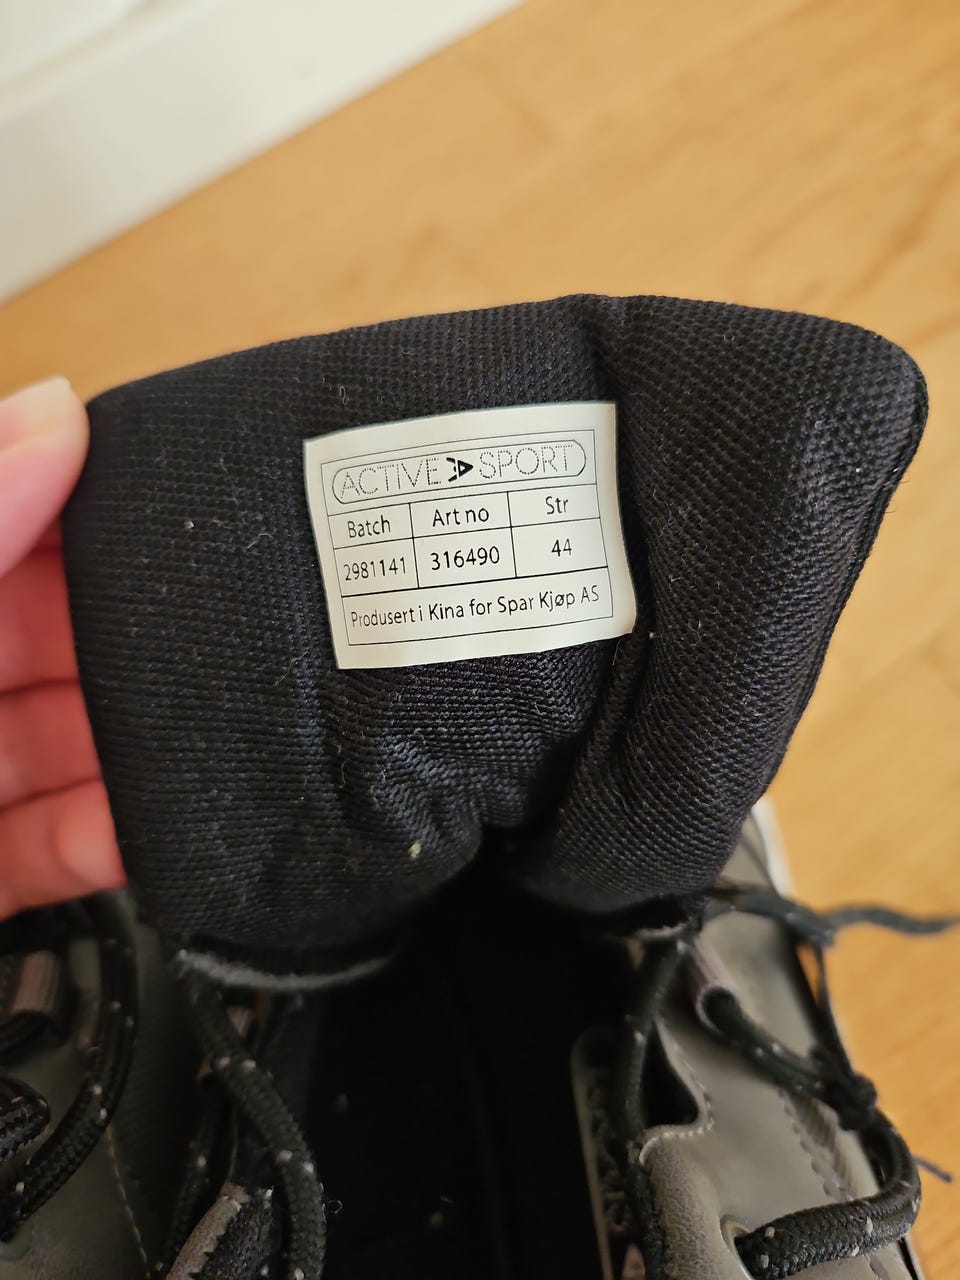 ACTIVE SPORT
Batch Art no Str
2981141 316490 44
Produsert i Kina for Spar Kjøp AS